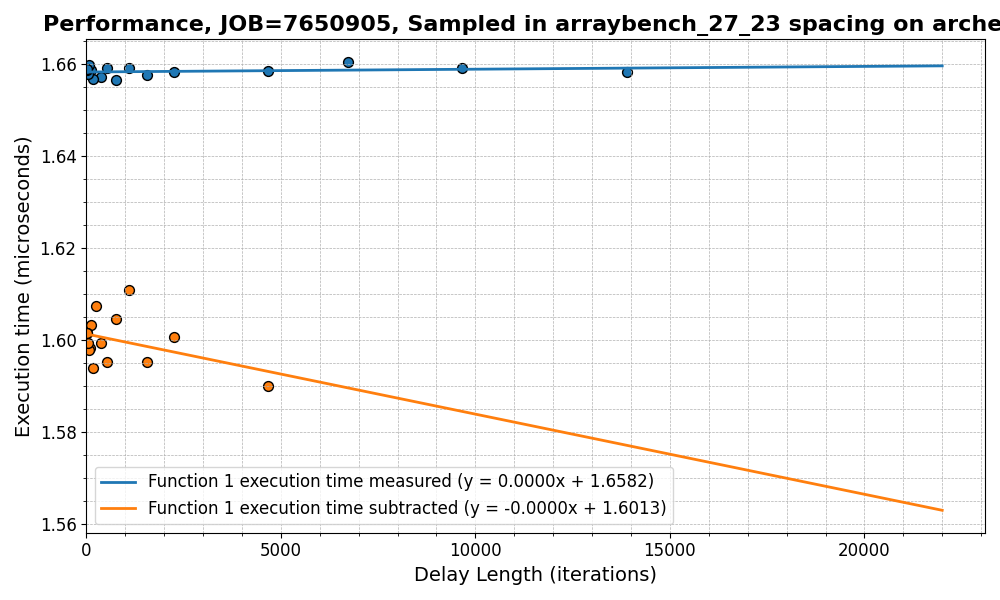 Performance, JOB=7650905, Sampled in arraybench_27_23 spacing on arche
Execution time (microseconds)
1.66
1.64
1.62
1.60
1.58
1.56
Function 1 execution time measured (y = 0.0000x + 1.6582)
Function 1 execution time subtracted (y = -0.0000x + 1.6013)
0 5000 10000 15000 20000
Delay Length (iterations)